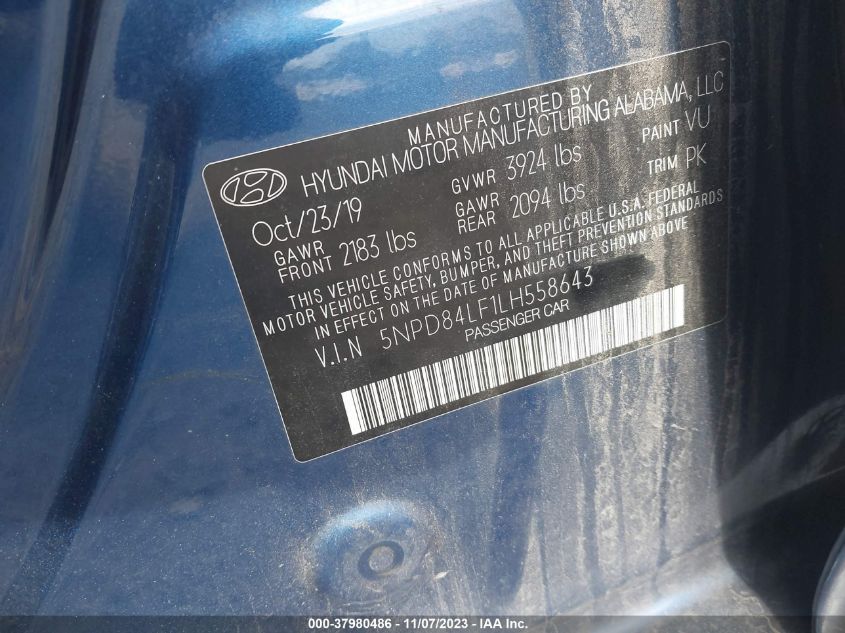 MANUFACTURED BY
HYUNDAI MOTOR MANUFACTURING ALABAMA, LLC
Oct/23/19 GVWR 3924 lbs PAINT VU
GAWR FRONT 2183 lbs GAWR REAR 2094 lbs TRIM PK
THIS VEHICLE CONFORMS TO ALL APPLICABLE U.S.A. FEDERAL
MOTOR VEHICLE SAFETY, BUMPER, AND THEFT PREVENTION STANDARDS
IN EFFECT ON THE DATE OF MANUFACTURE SHOWN ABOVE
V.I.N 5NPD84LF1LH558643
PASSENGER CAR
000-37980486 - 11/07/2023 - IAA Inc.